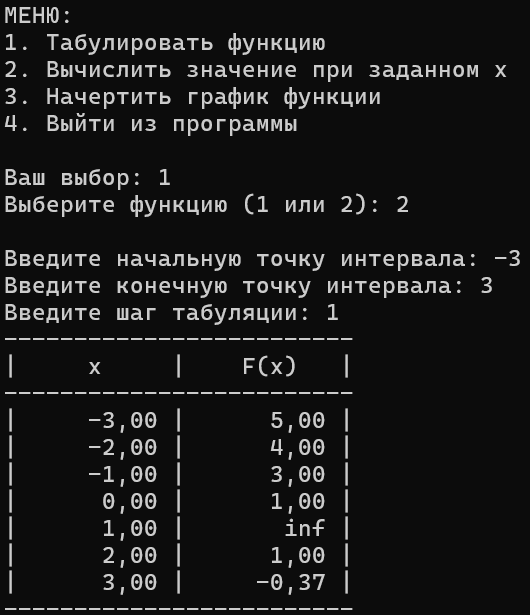 МЕНЮ:
1. Табулировать функцию
2. Вычислить значение при заданном x
3. Начертить график функции
4. Выйти из программы
Ваш выбор: 1
Выберите функцию (1 или 2): 2
Введите начальную точку интервала: -3
Введите конечную точку интервала: 3
Введите шаг табуляции: 1
-------------------------
|     x     |    F(x)   |
-------------------------
|     -3,00 |      5,00 |
|     -2,00 |      4,00 |
|     -1,00 |      3,00 |
|      0,00 |      1,00 |
|      1,00 |       inf |
|      2,00 |      1,00 |
|      3,00 |     -0,37 |
-------------------------